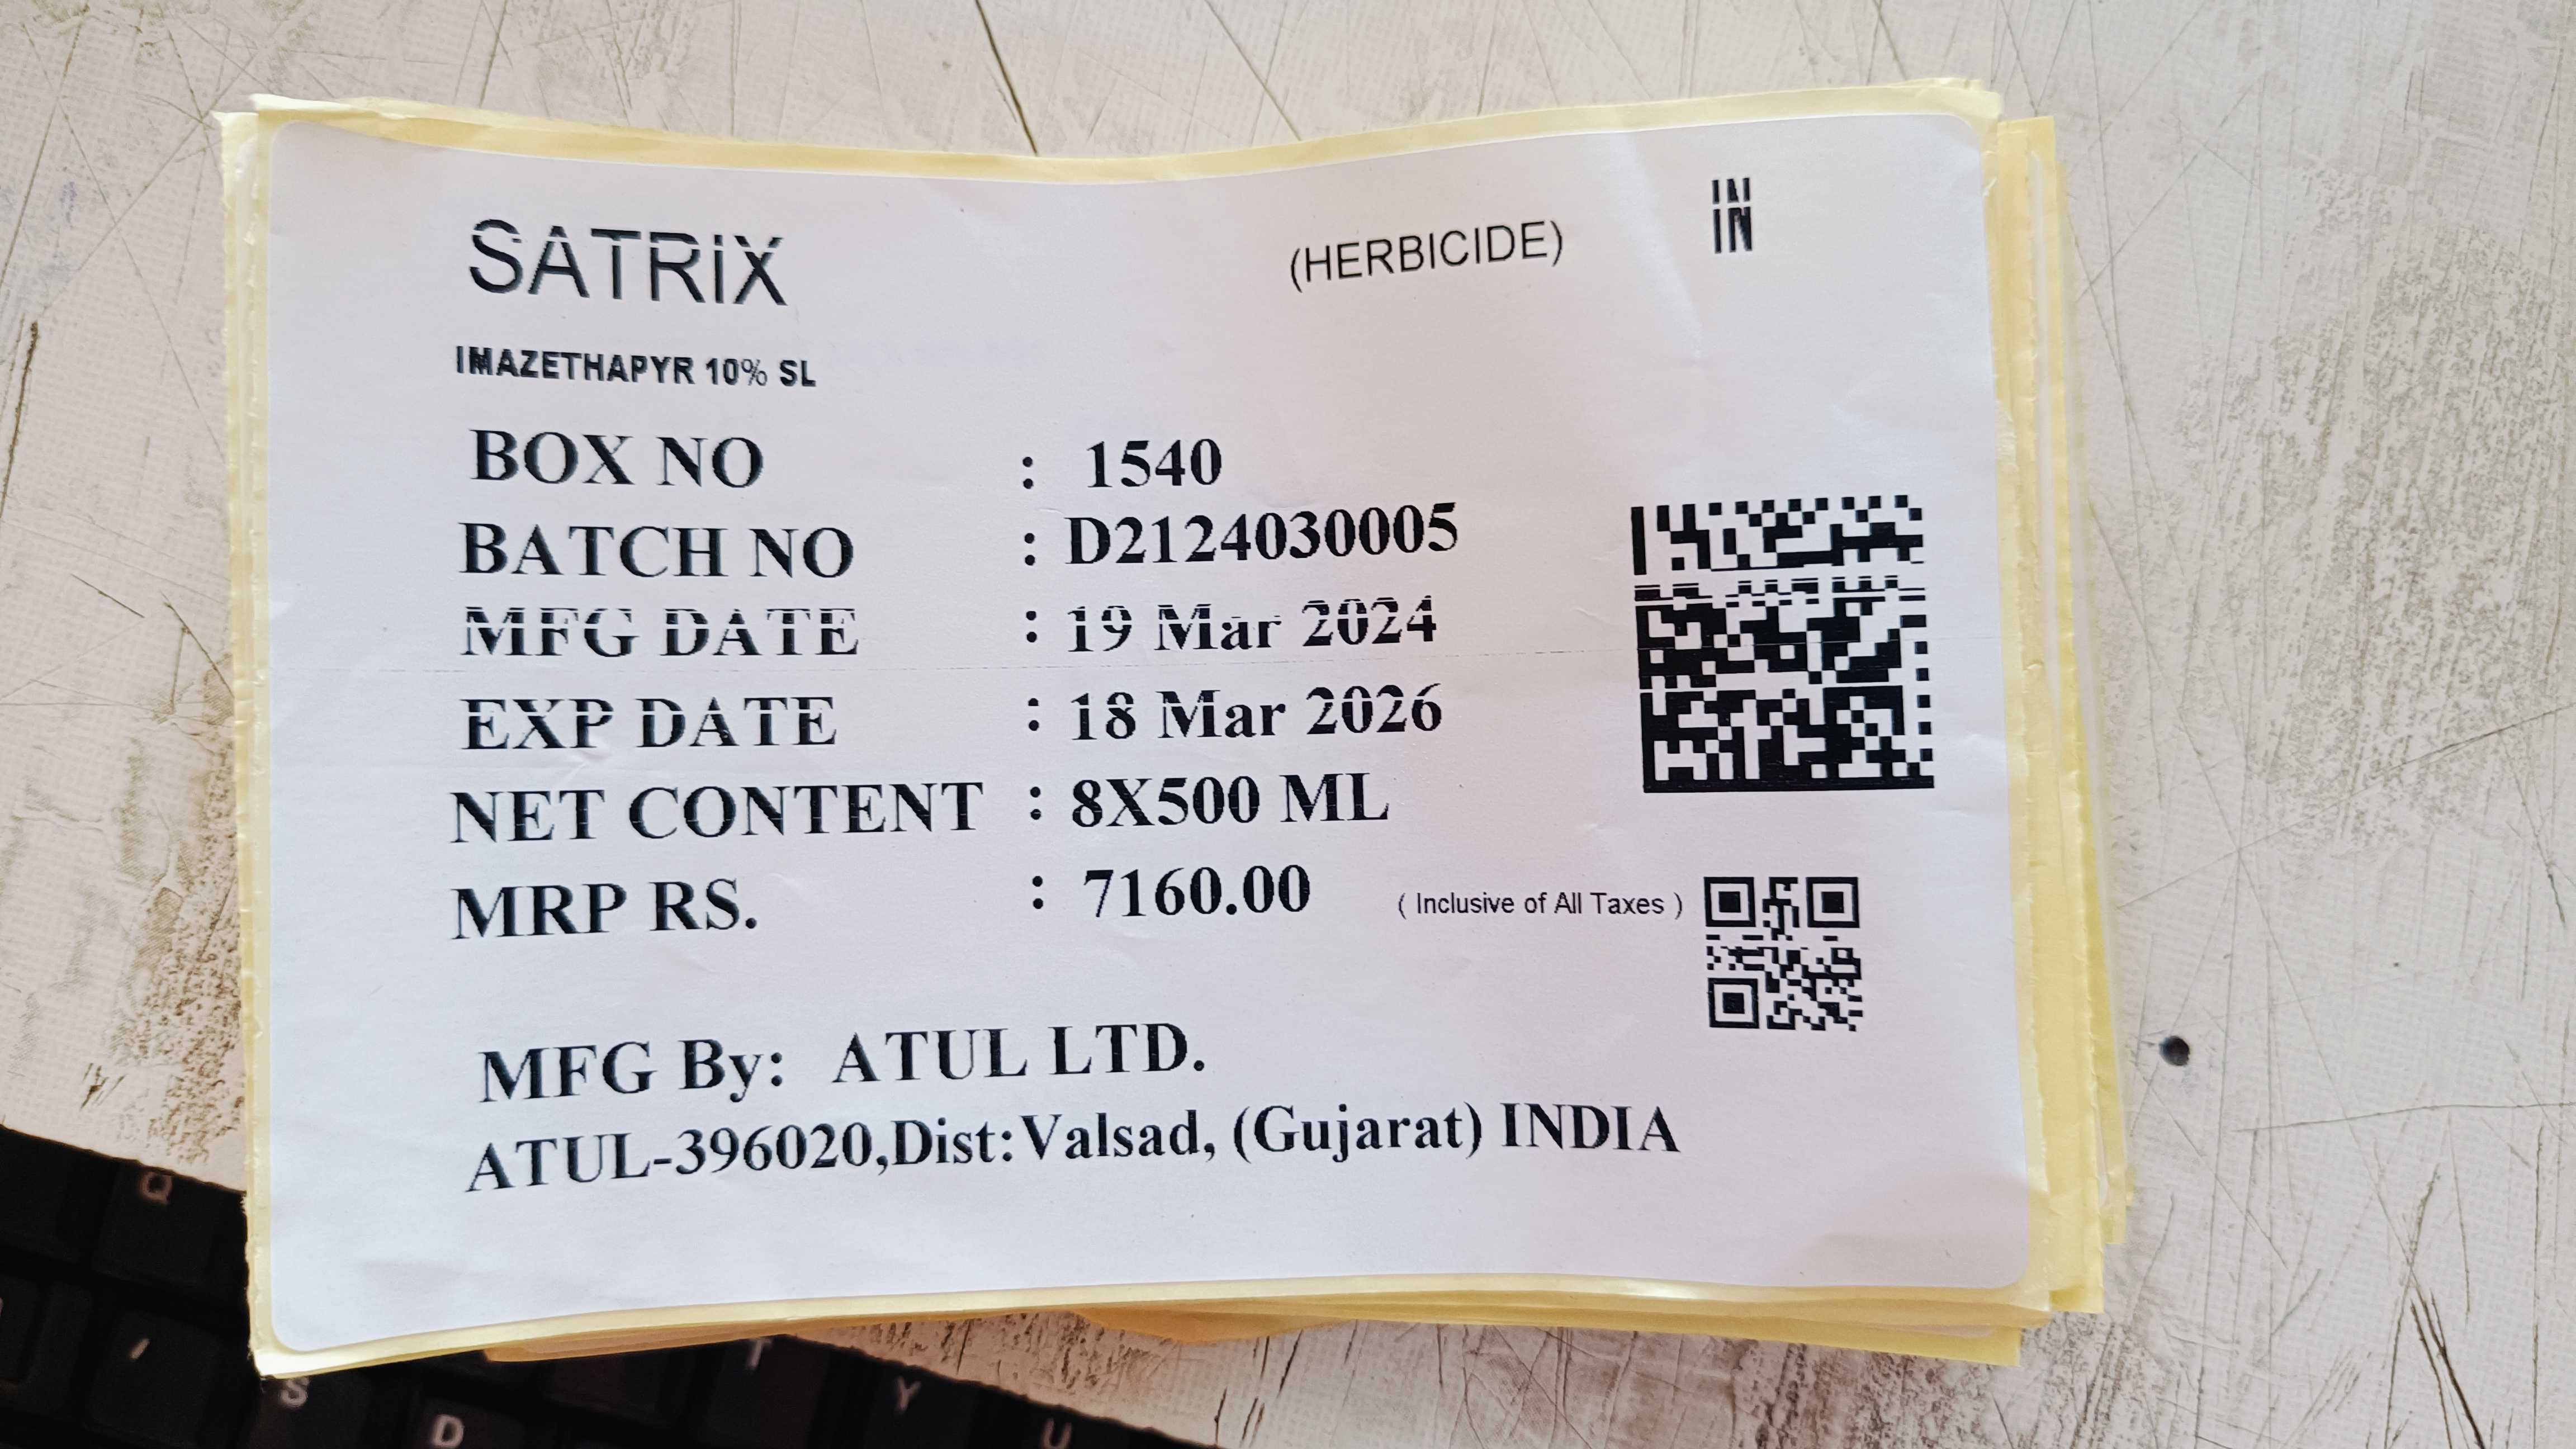 SATRIX (HERBICIDE) IN
IMAZETHAPYR 10% SL
BOX NO : 1540
BATCH NO : D2124030005
MFG DATE : 19 Mar 2024
EXP DATE : 18 Mar 2026
NET CONTENT : 8X500 ML
MRP RS. : 7160.00 ( Inclusive of All Taxes )
MFG By: ATUL LTD.
ATUL-396020,Dist:Valsad, (Gujarat) INDIA
Q
S
D
T
Y
U